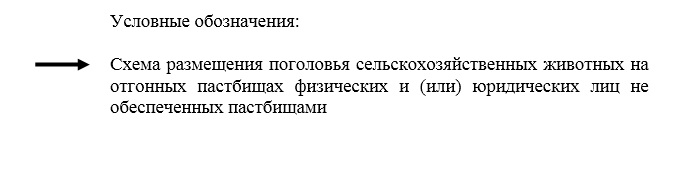 Условные обозначения:
Схема размещения поголовья сельскохозяйственных животных на
отгонных пастбищах физических и (или) юридических лиц не
обеспеченных пастбищами